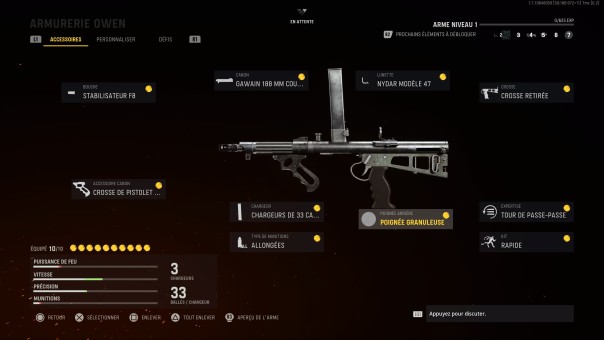 ARMURERIE OWEN
EN ATTENTE
ARME NIVEAU 1
R2 PROCHAINS ÉLÉMENTS À DÉBLOQUER
L1 ACCESSOIRES PERSONNALISER DÉFIS R1
BOUCHE
STABILISATEUR F8
CANON
GAWAIN 188 MM COU...
LUNETTE
NYDAR MODÈLE 47
CROSSE
CROSSE RETIRÉE
ACCESSOIRE CANON
CROSSE DE PISTOLET ...
CHARGEUR
CHARGEURS DE 33 CA...
POIGNÉE ARRIÈRE
POIGNÉE GRANULEUSE
EXPERTISE
TOUR DE PASSE-PASSE
TYPE DE MUNITIONS
ALLONGÉES
KIT
RAPIDE
ÉQUIPÉ 10/10
PUISSANCE DE FEU
VITESSE
PRÉCISION
MUNITIONS
3
CHARGEURS
33
BALLES / CHARGEUR
RETOUR SÉLECTIONNER ENLEVER TOUT ENLEVER R3 APERÇU DE L'ARME
Appuyez pour discuter.